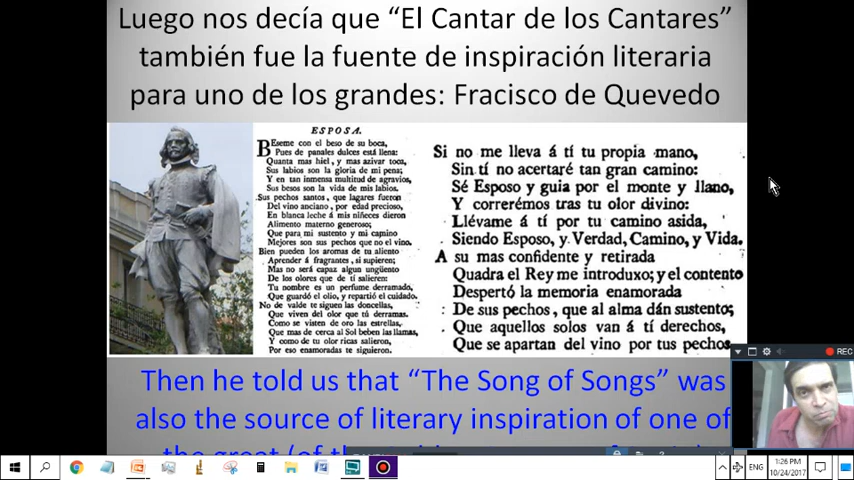 Luego nos decía que “El Cantar de los Cantares”
también fue la fuente de inspiración literaria
para uno de los grandes: Fracisco de Quevedo
ESPOSA.
BEseme con el beso de su boca,
Pues de panales dulces está llena:
Quanta mas hiel, y mas azivar toca,
Sus labios son la gloria de mi pena;
Y en tan inmensa multitud de agravios,
Sus besos son la vida de mis labios.
Sus pechos santos, que lagares fueron
Del vino anciano, por edad precioso,
En blanca leche á mis niñeces dieron
Alimento materno generoso;
Que para mi sustento y mi camino
Mejores son sus pechos que no el vino.
Bien pueden los aromas de tu aliento
Aprender á fragrantes, si supieren;
Mas no será capaz algun ungüento
De los olores que de tí salieren:
Tu nombre es un perfume derramado,
Que guardó el olio, y repartió el cuidado.
No de valde te siguen las doncellas,
Que viven del olor que tú derramas.
Como se visten de oro las estrellas,
Que mas de cerca al Sol beben las llamas,
Y como de tu olor ricas salieron,
Por eso enamoradas te siguieron.
Si no me lleva á tí tu propia mano,
Sin tí no acertaré tan gran camino:
Sé Esposo y guia por el monte y llano,
Y correrémos tras tu olor divino:
Llévame á tí por tu camino asida,
Siendo Esposo, y Verdad, Camino, y Vida.
A su mas confidente y retirada
Quadra el Rey me introduxo; y el contento
Despertó la memoria enamorada
De sus pechos, que al alma dán sustento;
Que aquellos solos van á tí derechos,
Que se apartan del vino por tus pechos
Then he told us that “The Song of Songs” was
also the source of literary inspiration of one of
the great (of
REC
ENG
1:26 PM
10/24/2017